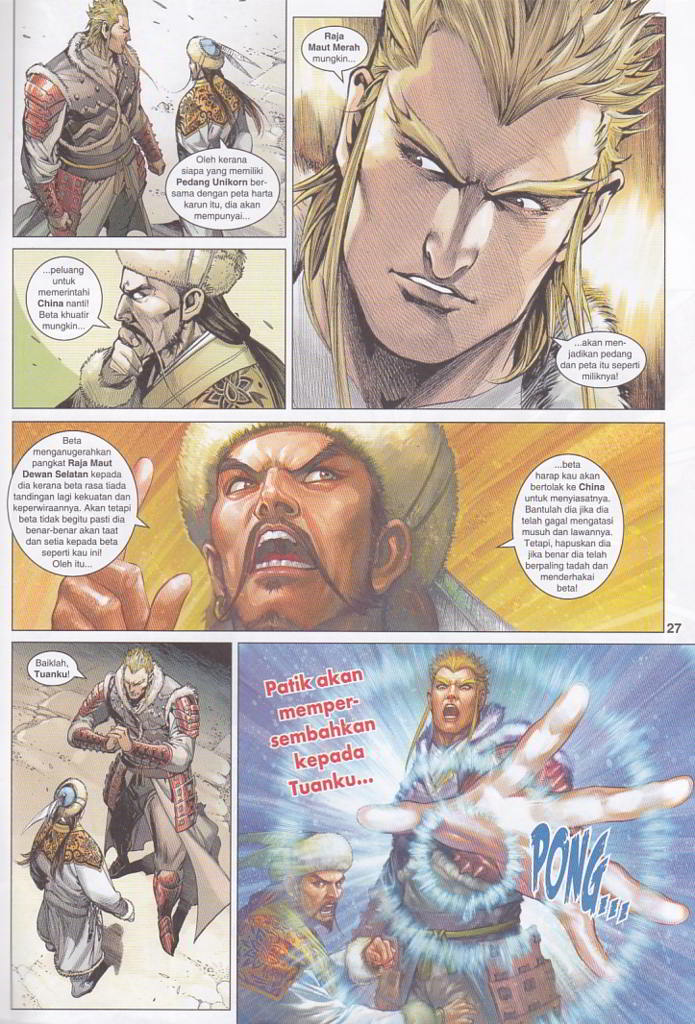 Oleh kerana
siapa yang memiliki
Pedang Unikorn ber-
sama dengan peta harta
karun itu, dia akan
mempunyai...
...peluang
untuk
memerintahi
China nanti!
Beta khuatir
mungkin...
Raja
Maut Merah
mungkin...
...akan men-
jadikan pedang
dan peta itu seperti
miliknya!
Beta
menganugerahkan
pangkat Raja Maut
Dewan Selatan kepada
dia kerana beta rasa tiada
tandingan lagi kekuatan dan
keperwiraannya. Akan tetapi
beta tidak begitu pasti dia
benar-benar akan taat
dan setia kepada beta
seperti kau ini!
Oleh itu...
...beta
harap kau akan
bertolak ke China
untuk menyiasatnya.
Bantulah dia jika dia
telah gagal mengatasi
musuh dan lawannya.
Tetapi, hapuskan dia
jika benar dia telah
berpaling tadah dan
menderhakai
beta!
27
Baiklah,
Tuanku!
Patik akan
memper-
sembahkan
kepada
Tuanku...
PONG...